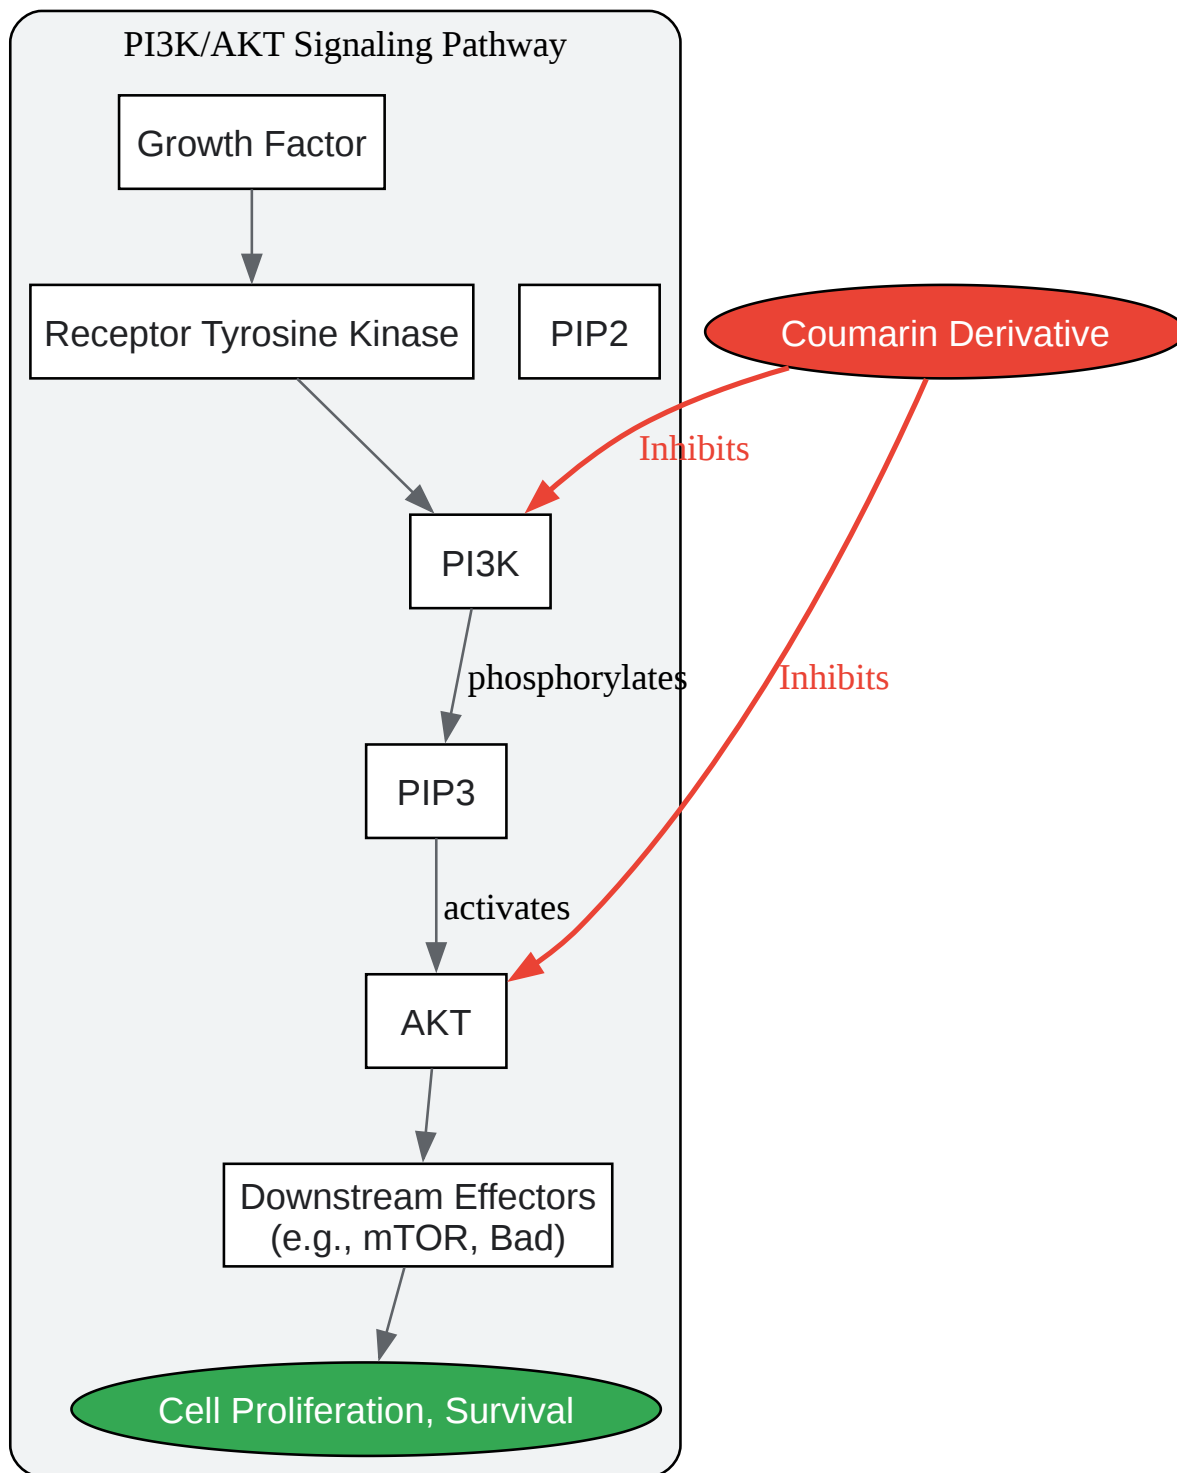 PI3K/AKT Signaling Pathway
Growth Factor
Receptor Tyrosine Kinase
PIP2
Coumarin Derivative
Inhibits
PI3K
phosphorylates
Inhibits
PIP3
activates
AKT
Downstream Effectors
(e.g., mTOR, Bad)
Cell Proliferation, Survival